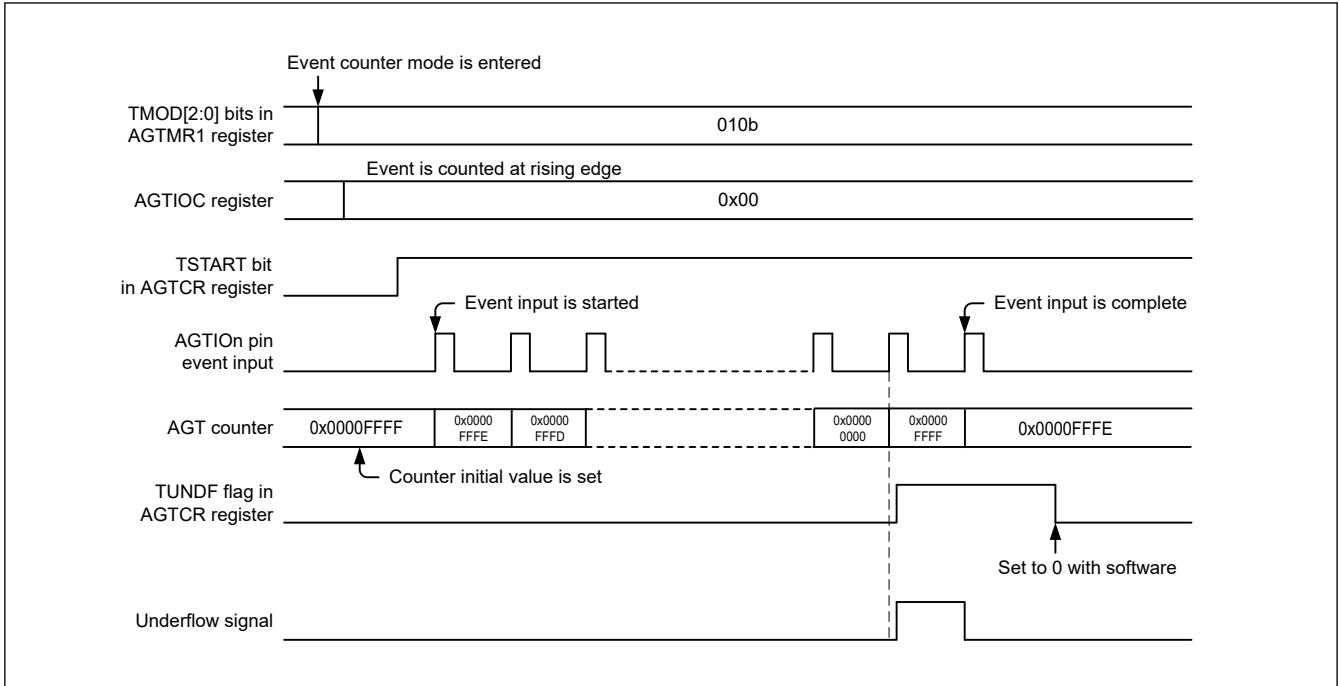 Event counter mode is entered
TMOD[2:0] bits in
AGTMR1 register
010b
Event is counted at rising edge
AGTIOC register
0x00
TSTART bit
in AGTCR register
Event input is started
Event input is complete
AGTIOn pin
event input
AGT counter
0x0000FFFF
0x0000
FFFE
0x0000
FFFD
0x0000
0000
0x0000
FFFF
0x0000FFFE
Counter initial value is set
TUNDF flag in
AGTCR register
Set to 0 with software
Underflow signal